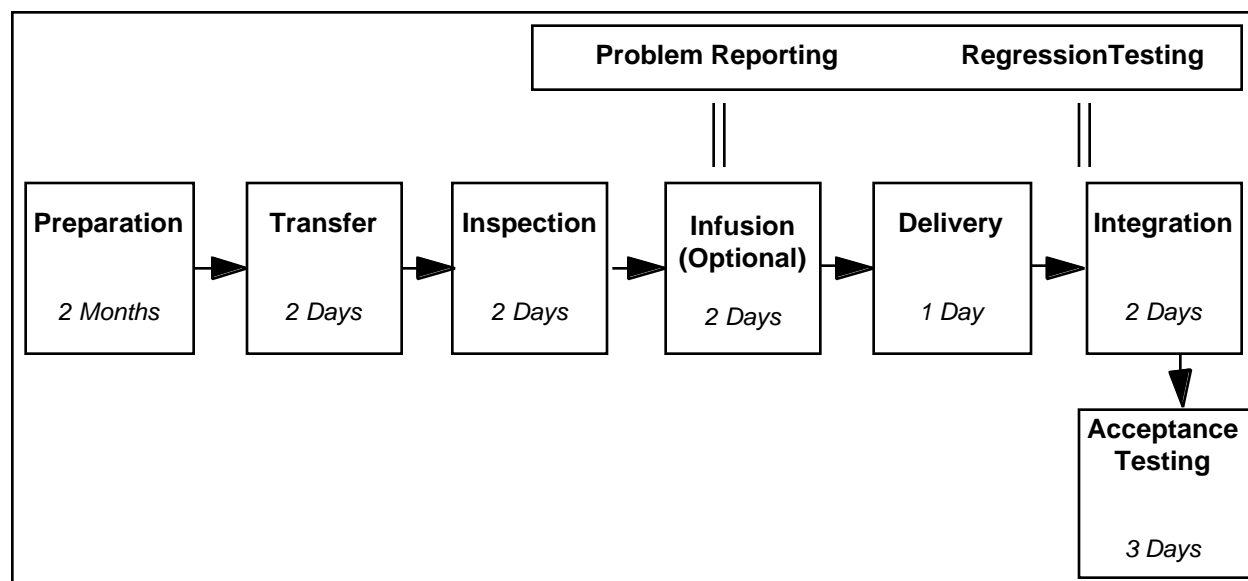 Problem Reporting RegressionTesting
Preparation
2 Months
Transfer
2 Days
Inspection
2 Days
Infusion
(Optional)
2 Days
Delivery
1 Day
Integration
2 Days
Acceptance
Testing
3 Days